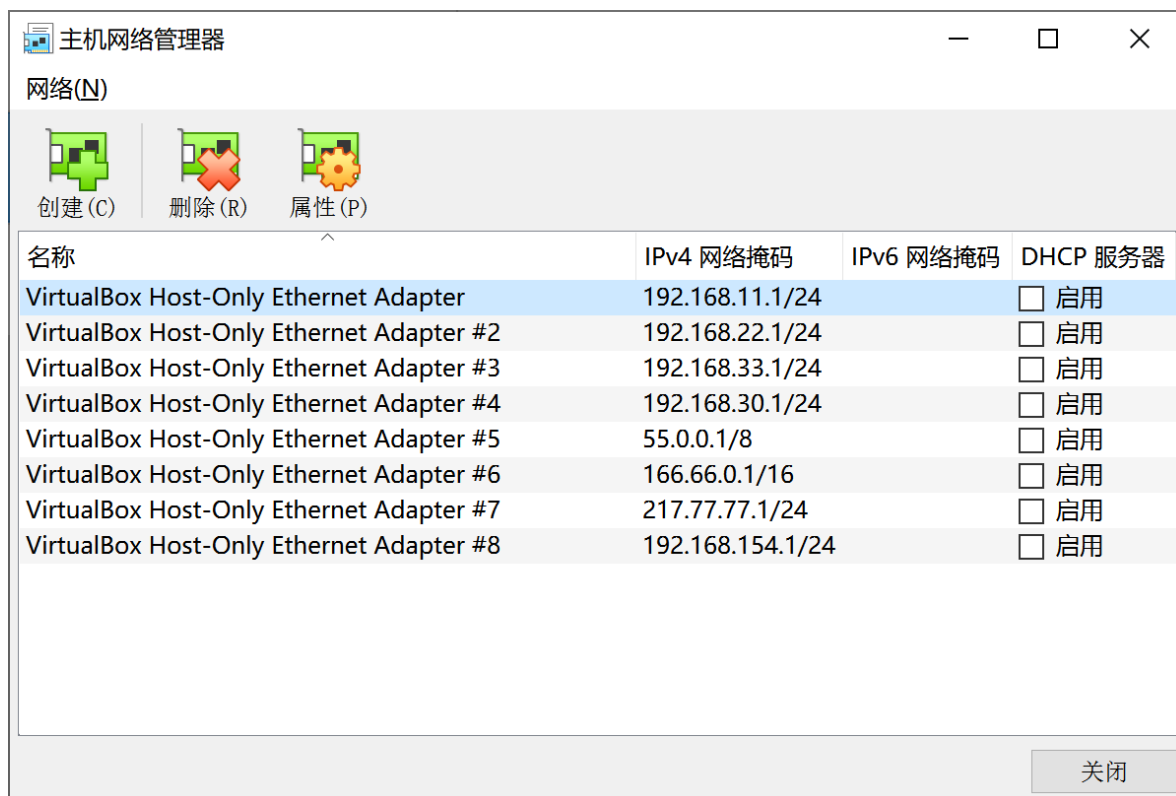 主机网络管理器
网络(N)
创建(C) 删除(R) 属性(P)
名称 IPv4 网络掩码 IPv6 网络掩码 DHCP 服务器
VirtualBox Host-Only Ethernet Adapter 192.168.11.1/24 启用
VirtualBox Host-Only Ethernet Adapter #2 192.168.22.1/24 启用
VirtualBox Host-Only Ethernet Adapter #3 192.168.33.1/24 启用
VirtualBox Host-Only Ethernet Adapter #4 192.168.30.1/24 启用
VirtualBox Host-Only Ethernet Adapter #5 55.0.0.1/8 启用
VirtualBox Host-Only Ethernet Adapter #6 166.66.0.1/16 启用
VirtualBox Host-Only Ethernet Adapter #7 217.77.77.1/24 启用
VirtualBox Host-Only Ethernet Adapter #8 192.168.154.1/24 启用
关闭